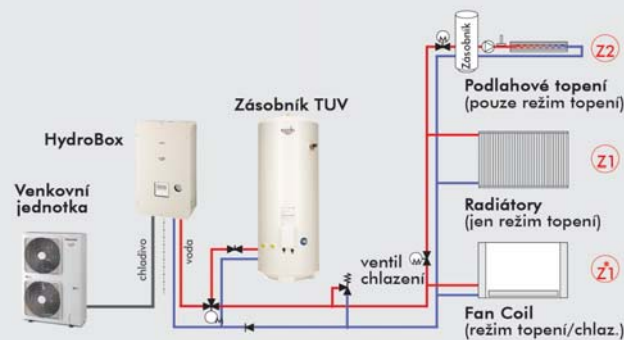 Zásobník
Z2
Podlahové topení
(pouze režim topení)
Zásobník TUV
HydroBox
Z1
Venkovní
jednotka
chladivo
voda
Radiátory
(jen režim topení)
ventil
chlazení
Z*1
Fan Coil
(režim topení/chlaz.)